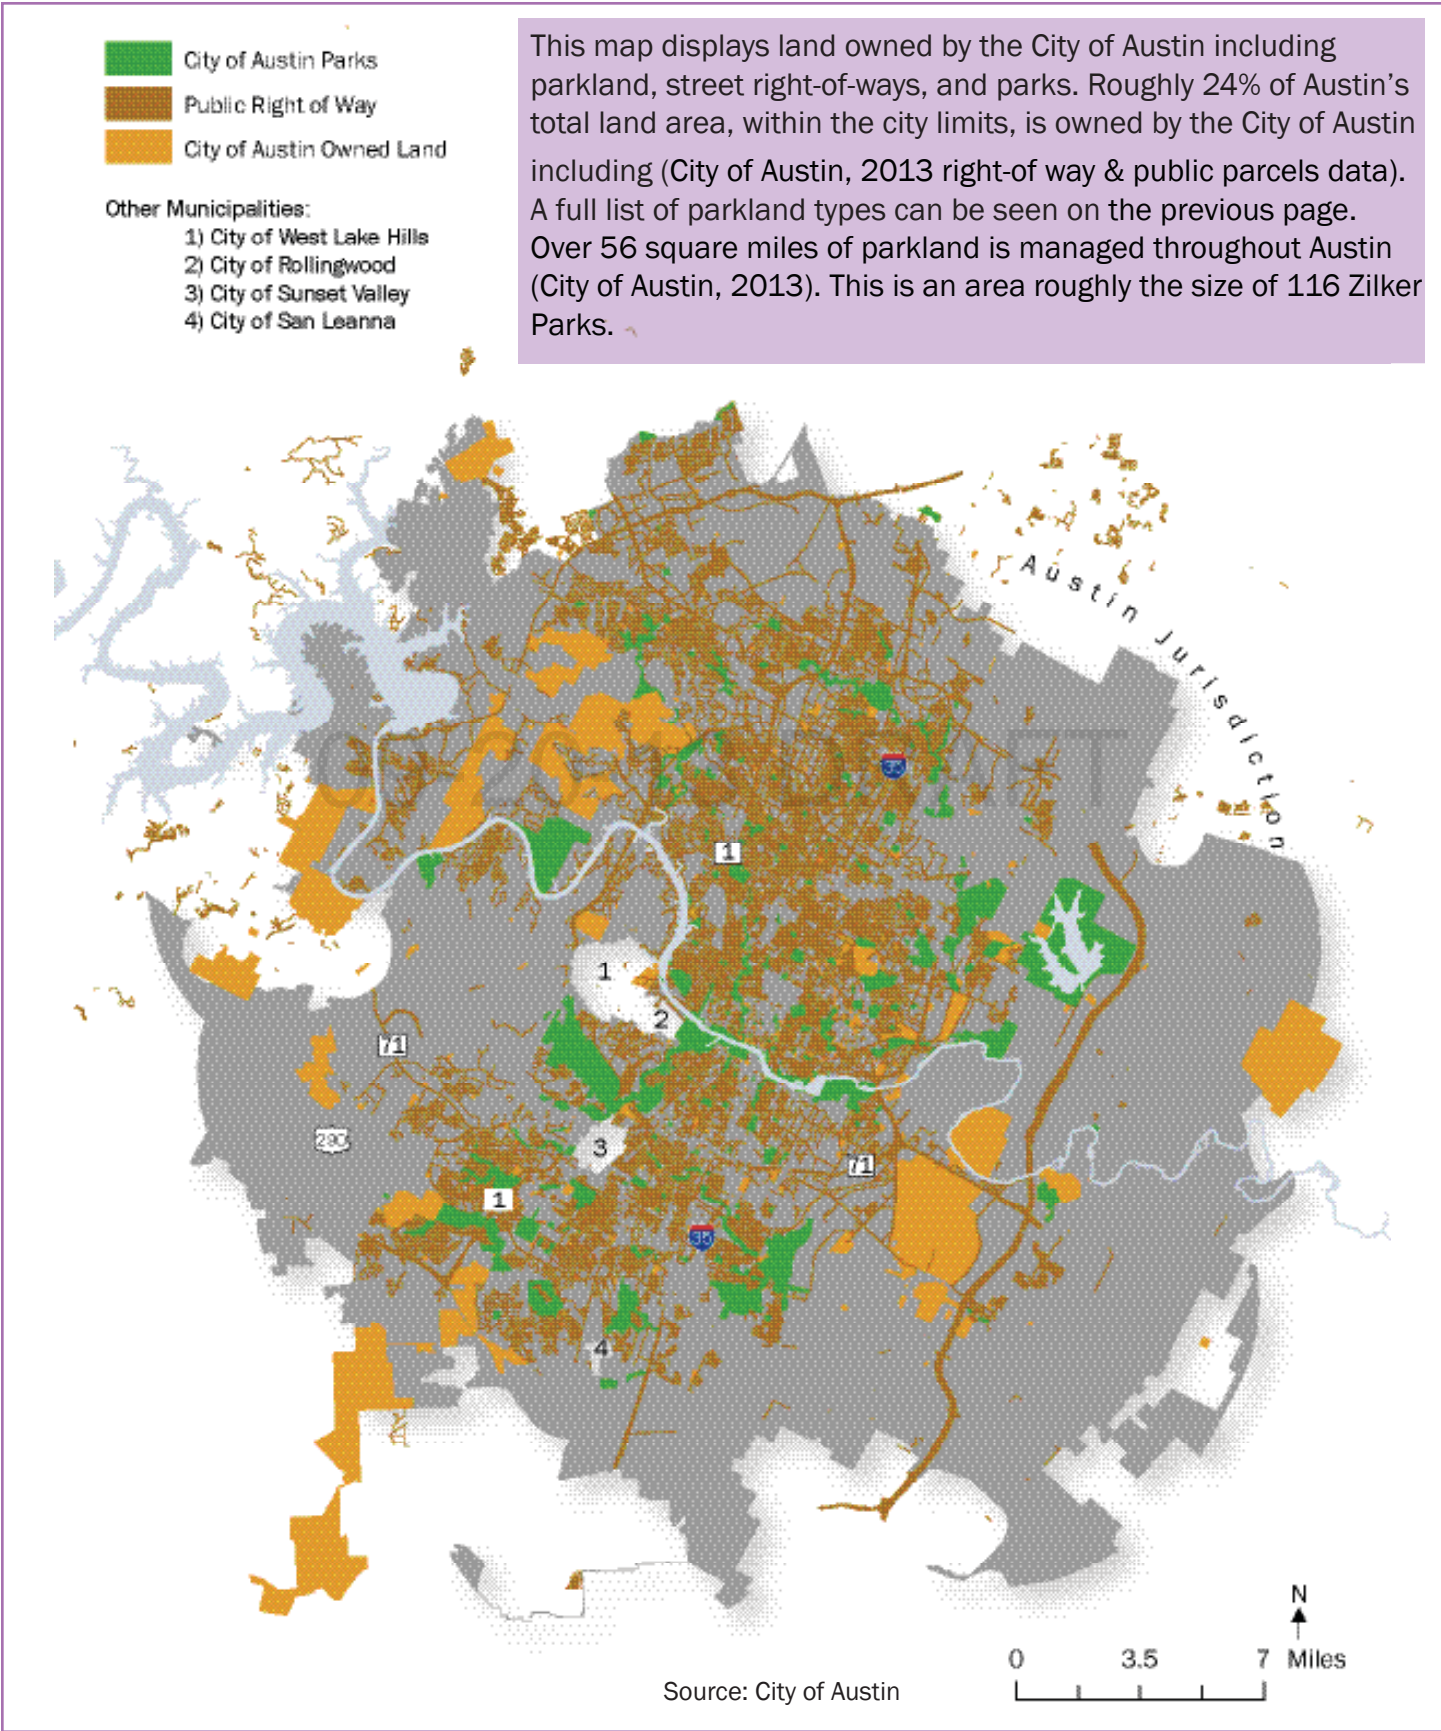 City of Austin Parks
Public Right of Way
City of Austin Owned Land
Other Municipalities:
1) City of West Lake Hills
2) City of Rollingwood
3) City of Sunset Valley
4) City of San Leanna
This map displays land owned by the City of Austin including
parkland, street right-of-ways, and parks. Roughly 24% of Austin’s
total land area, within the city limits, is owned by the City of Austin
including (City of Austin, 2013 right-of way & public parcels data).
A full list of parkland types can be seen on the previous page.
Over 56 square miles of parkland is managed throughout Austin
(City of Austin, 2013). This is an area roughly the size of 116 Zilker
Parks.
Austin Jurisdiction
35
1
1
2
71
290
3
71
1
35
4
N
0 3.5 7 Miles
Source: City of Austin